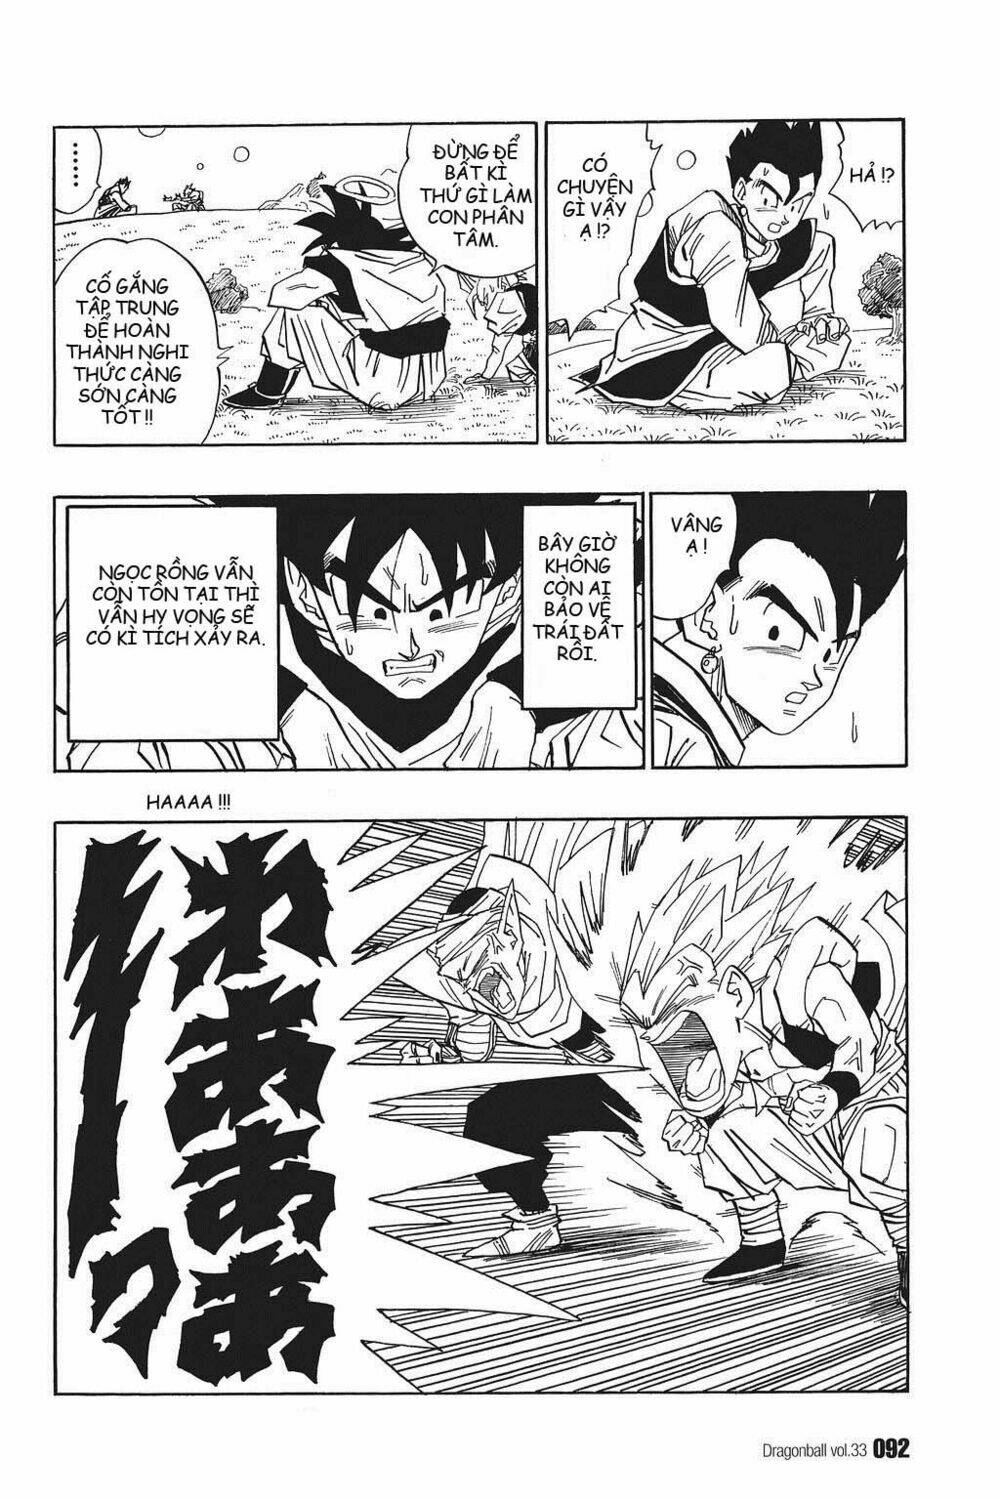 HẢ !?
CÓ
CHUYỆN
GÌ VẬY
Ạ !?
ĐỪNG ĐỂ
BẤT KÌ
THỨ GÌ LÀM
CON PHÂN
TÂM.
CỐ GẮNG
TẬP TRUNG
ĐỂ HOÀN
THÀNH NGHI
THỨC CÀNG
SỚN CÀNG
TỐT !!
......
VÂNG
Ạ !
BÂY GIỜ
KHÔNG
CÒN AI
BẢO VỆ
TRÁI ĐẤT
RỒI.
NGỌC RỒNG VẪN
CÒN TỒN TẠI THÌ
VẪN HY VỌNG SẼ
CÓ KÌ TÍCH XẢY RA.
HAAAA !!!
わあああ
ーっ
Dragonball vol.33 092